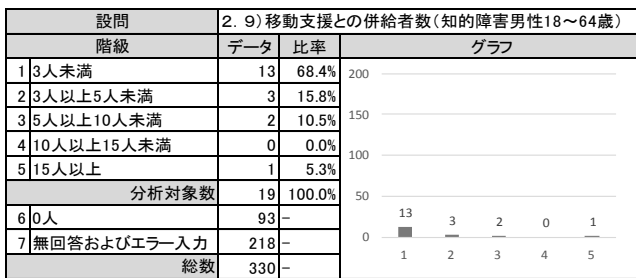 設問 2．9）移動支援との併給者数（知的障害男性18～64歳）
階級 データ 比率 グラフ
1 3人未満 13 68.4%
2 3人以上5人未満 3 15.8%
3 5人以上10人未満 2 10.5%
4 10人以上15人未満 0 0.0%
5 15人以上 1 5.3%
分析対象数 19 100.0%
6 0人 93 －
7 無回答およびエラー入力 218 －
総数 330 －
200
150
100
50
0
13 3 2 0 1
1 2 3 4 5